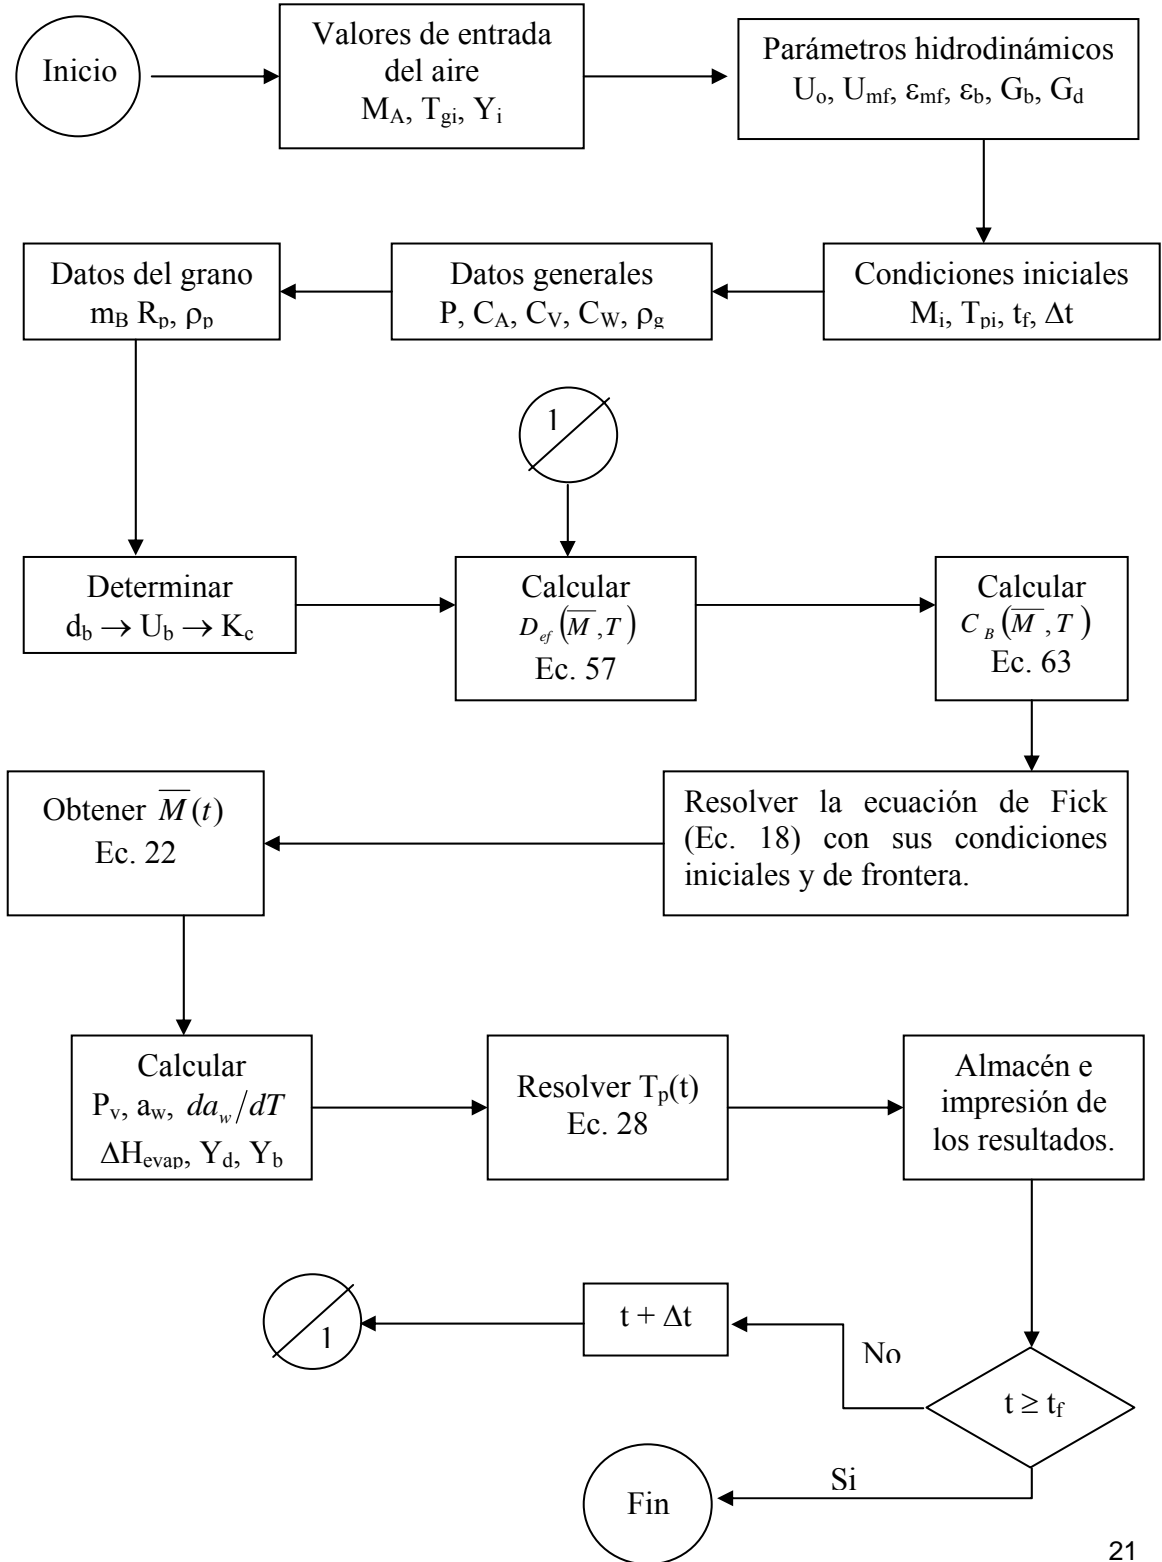 Inicio
Valores de entrada
del aire
M_A, T_gi, Y_i
Parámetros hidrodinámicos
U_o, U_mf, ε_mf, ε_b, G_b, G_d
Datos del grano
m_B R_p, ρ_p
Datos generales
P, C_A, C_V, C_W, ρ_g
Condiciones iniciales
M_i, T_pi, t_f, Δt
1
Determinar
d_b → U_b → K_c
Calcular
D_ef(M̅, T)
Ec. 57
Calcular
C_B(M̅, T)
Ec. 63
Obtener M̅(t)
Ec. 22
Resolver la ecuación de Fick
(Ec. 18) con sus condiciones
iniciales y de frontera.
Calcular
P_v, a_w, da_w/dT
ΔH_evap, Y_d, Y_b
Resolver T_p(t)
Ec. 28
Almacén e
impresión de
los resultados.
1
t + Δt
No
t ≥ t_f
Si
Fin
21